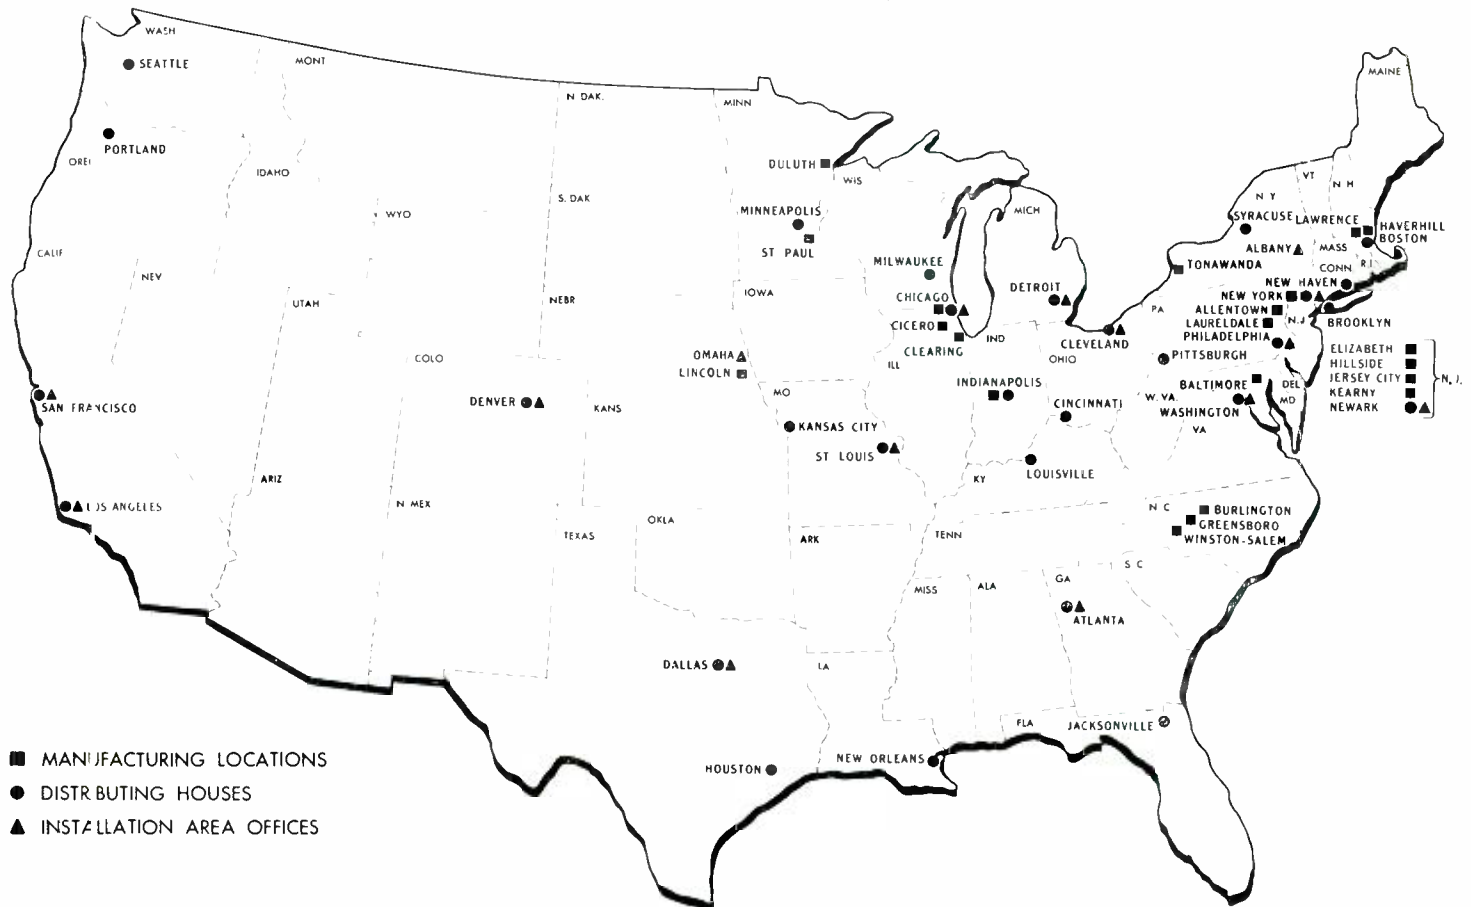 WASH
SEATTLE
MONT
N DAK.
MINN
MAINE
PORTLAND
ORE
IDAHO
DULUTH
WIS
VT
N H
N Y
WYO
S. DAK
MINNEAPOLIS
MICH
SYRACUSE
LAWRENCE
HAVERHILL
BOSTON
CALIF
ST PAUL
ALBANY
MASS
R I
NEV
MILWAUKEE
TONAWANDA
CONN
NEW HAVEN
UTAH
NEBR
IOWA
CHICAGO
DETROIT
NEW YORK
PA
ALLENTOWN
CICERO
LAURELDALE
N.J
BROOKLYN
CLEARING
IND
CLEVELAND
PHILADELPHIA
COLO
OMAHA
ILL
OHIO
PITTSBURGH
LINCOLN
ELIZABETH
HILLSIDE
JERSEY CITY
KEARNY
NEWARK
N.J.
SAN FRANCISCO
DENVER
KANS
MO
INDIANAPOLIS
CINCINNATI
BALTIMORE
DEL
MD
W. VA.
WASHINGTON
VA
KANSAS CITY
ST LOUIS
LOUISVILLE
KY
LOS ANGELES
ARIZ
N MEX
TEXAS
OKLA
ARK
TENN
N C
BURLINGTON
GREENSBORO
WINSTON-SALEM
S C
MISS
ALA
GA
ATLANTA
DALLAS
LA
FLA
JACKSONVILLE
HOUSTON
NEW ORLEANS
MANUFACTURING LOCATIONS
DISTRIBUTING HOUSES
INSTALLATION AREA OFFICES